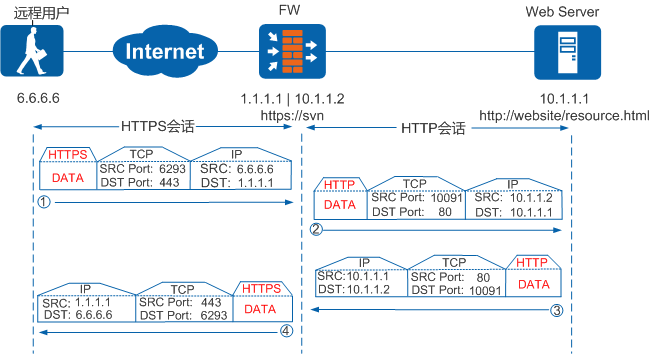 远程用户
FW
Web Server
Internet
6.6.6.6
1.1.1.1 | 10.1.1.2
10.1.1.1
https://svn
http://website/resource.html
HTTPS会话
HTTP会话
HTTPS TCP IP
DATA SRC Port: 6293 SRC: 6.6.6.6
DST Port: 443 DST: 1.1.1.1
①
HTTP TCP IP
DATA SRC Port: 10091 SRC: 10.1.1.2
DST Port: 80 DST: 10.1.1.1
②
IP TCP HTTP
SRC:10.1.1.1 SRC Port: 80 DATA
DST: 10.1.1.2 DST Port: 10091
③
IP TCP HTTPS
SRC: 1.1.1.1 SRC Port: 443 DATA
DST: 6.6.6.6 DST Port: 6293
④